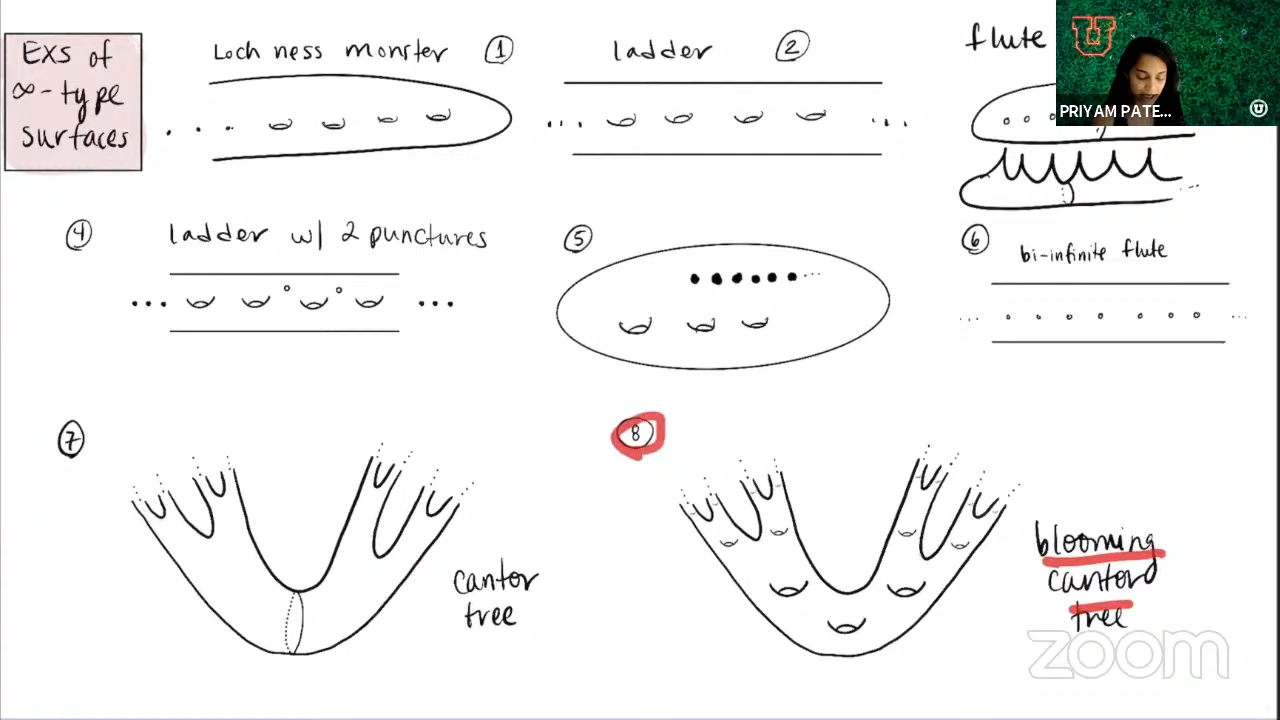 Exs of
∞-type
surfaces
Loch ness monster ①
ladder ②
flute
U
PRIYAM PATE...
④ ladder w/ 2 punctures
⑤
⑥ bi-infinite flute
⑦
cantor
tree
⑧
blooming
cantor
tree
zoom